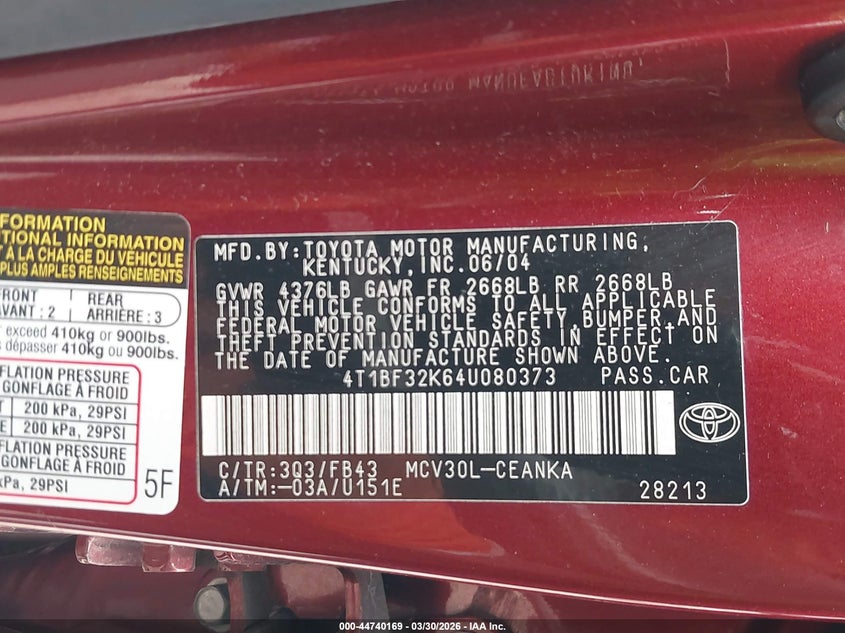 FORMATION
TIONAL INFORMATION
T À LA CHARGE DU VÉHICULE
PLUS AMPLES RENSEIGNEMENTS
FRONT
AVANT : 2
REAR
ARRIÈRE : 3
exceed 410kg or 900lbs.
dépasser 410kg ou 900lbs.
FLATION PRESSURE
GONFLAGE À FROID
200 kPa, 29PSI
200 kPa, 29PSI
FLATION PRESSURE
GONFLAGE À FROID
kPa, 29PSI
5F
MFD.BY:TOYOTA MOTOR MANUFACTURING,
KENTUCKY,INC.06/04
GVWR 4376LB GAWR FR 2668LB RR 2668LB
THIS VEHICLE CONFORMS TO ALL APPLICABLE
FEDERAL MOTOR VEHICLE SAFETY,BUMPER,AND
THEFT PREVENTION STANDARDS IN EFFECT ON
THE DATE OF MANUFACTURE SHOWN ABOVE.
4T1BF32K64U080373 PASS.CAR
C/TR:3Q3/FB43 MCV30L-CEANKA
A/TM:-03A/U151E
28213
000-44740169 - 03/30/2026 - IAA Inc.